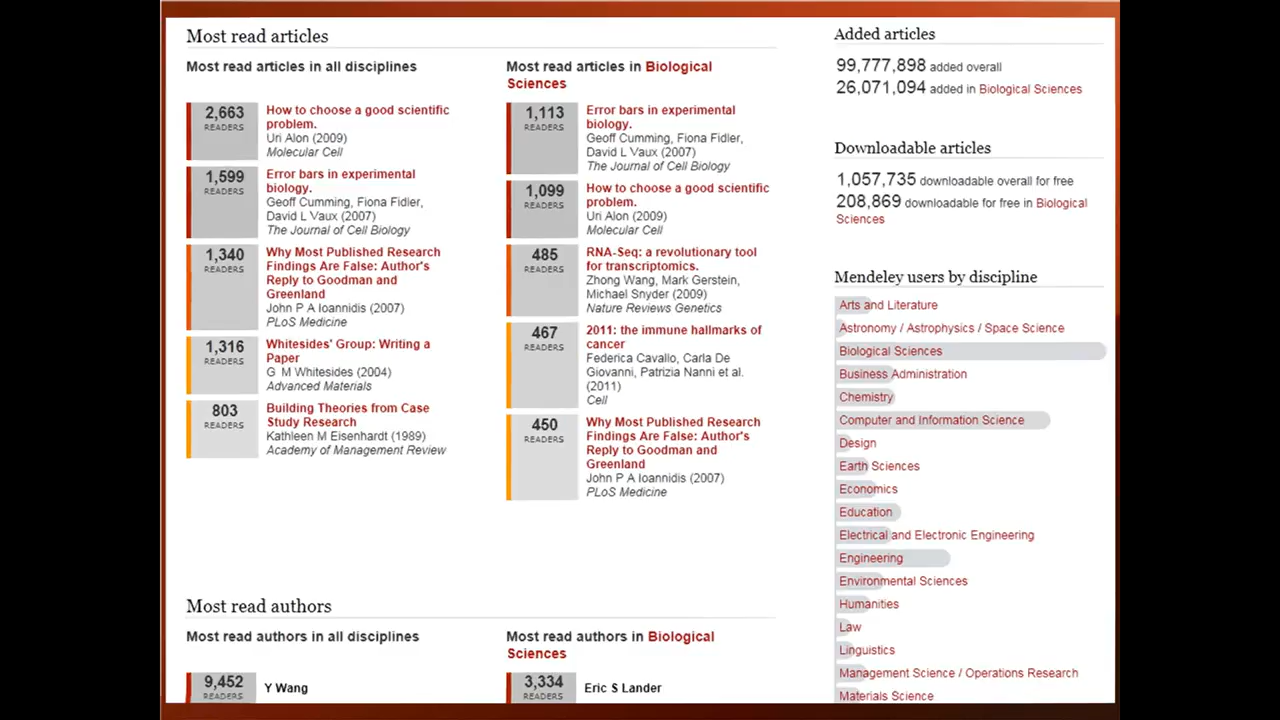 Most read articles
Most read articles in all disciplines
2,663
READERS
How to choose a good scientific
problem.
Uri Alon (2009)
Molecular Cell
1,599
READERS
Error bars in experimental
biology.
Geoff Cumming, Fiona Fidler,
David L Vaux (2007)
The Journal of Cell Biology
1,340
READERS
Why Most Published Research
Findings Are False: Author's
Reply to Goodman and
Greenland
John P A Ioannidis (2007)
PLoS Medicine
1,316
READERS
Whitesides' Group: Writing a
Paper
G M Whitesides (2004)
Advanced Materials
803
READERS
Building Theories from Case
Study Research
Kathleen M Eisenhardt (1989)
Academy of Management Review
Most read articles in Biological
Sciences
1,113
READERS
Error bars in experimental
biology.
Geoff Cumming, Fiona Fidler,
David L Vaux (2007)
The Journal of Cell Biology
1,099
READERS
How to choose a good scientific
problem.
Uri Alon (2009)
Molecular Cell
485
READERS
RNA-Seq: a revolutionary tool
for transcriptomics.
Zhong Wang, Mark Gerstein,
Michael Snyder (2009)
Nature Reviews Genetics
467
READERS
2011: the immune hallmarks of
cancer
Federica Cavallo, Carla De
Giovanni, Patrizia Nanni et al.
(2011)
Cell
450
READERS
Why Most Published Research
Findings Are False: Author's
Reply to Goodman and
Greenland
John P A Ioannidis (2007)
PLoS Medicine
Most read authors
Most read authors in all disciplines
9,452
READERS
Y Wang
Most read authors in Biological
Sciences
3,334
READERS
Eric S Lander
Added articles
99,777,898 added overall
26,071,094 added in Biological Sciences
Downloadable articles
1,057,735 downloadable overall for free
208,869 downloadable for free in Biological
Sciences
Mendeley users by discipline
Arts and Literature
Astronomy / Astrophysics / Space Science
Biological Sciences
Business Administration
Chemistry
Computer and Information Science
Design
Earth Sciences
Economics
Education
Electrical and Electronic Engineering
Engineering
Environmental Sciences
Humanities
Law
Linguistics
Management Science / Operations Research
Materials Science